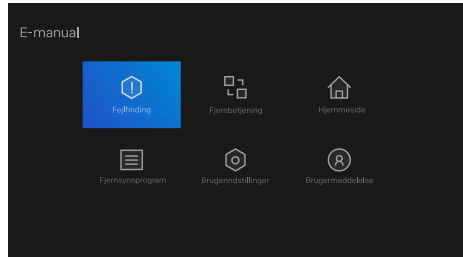 E-manual
Fejlfinding
Fjernbetjening
Hjemmeside
Fjernsynsprogram
Brugerindstillinger
Brugermeddelelse